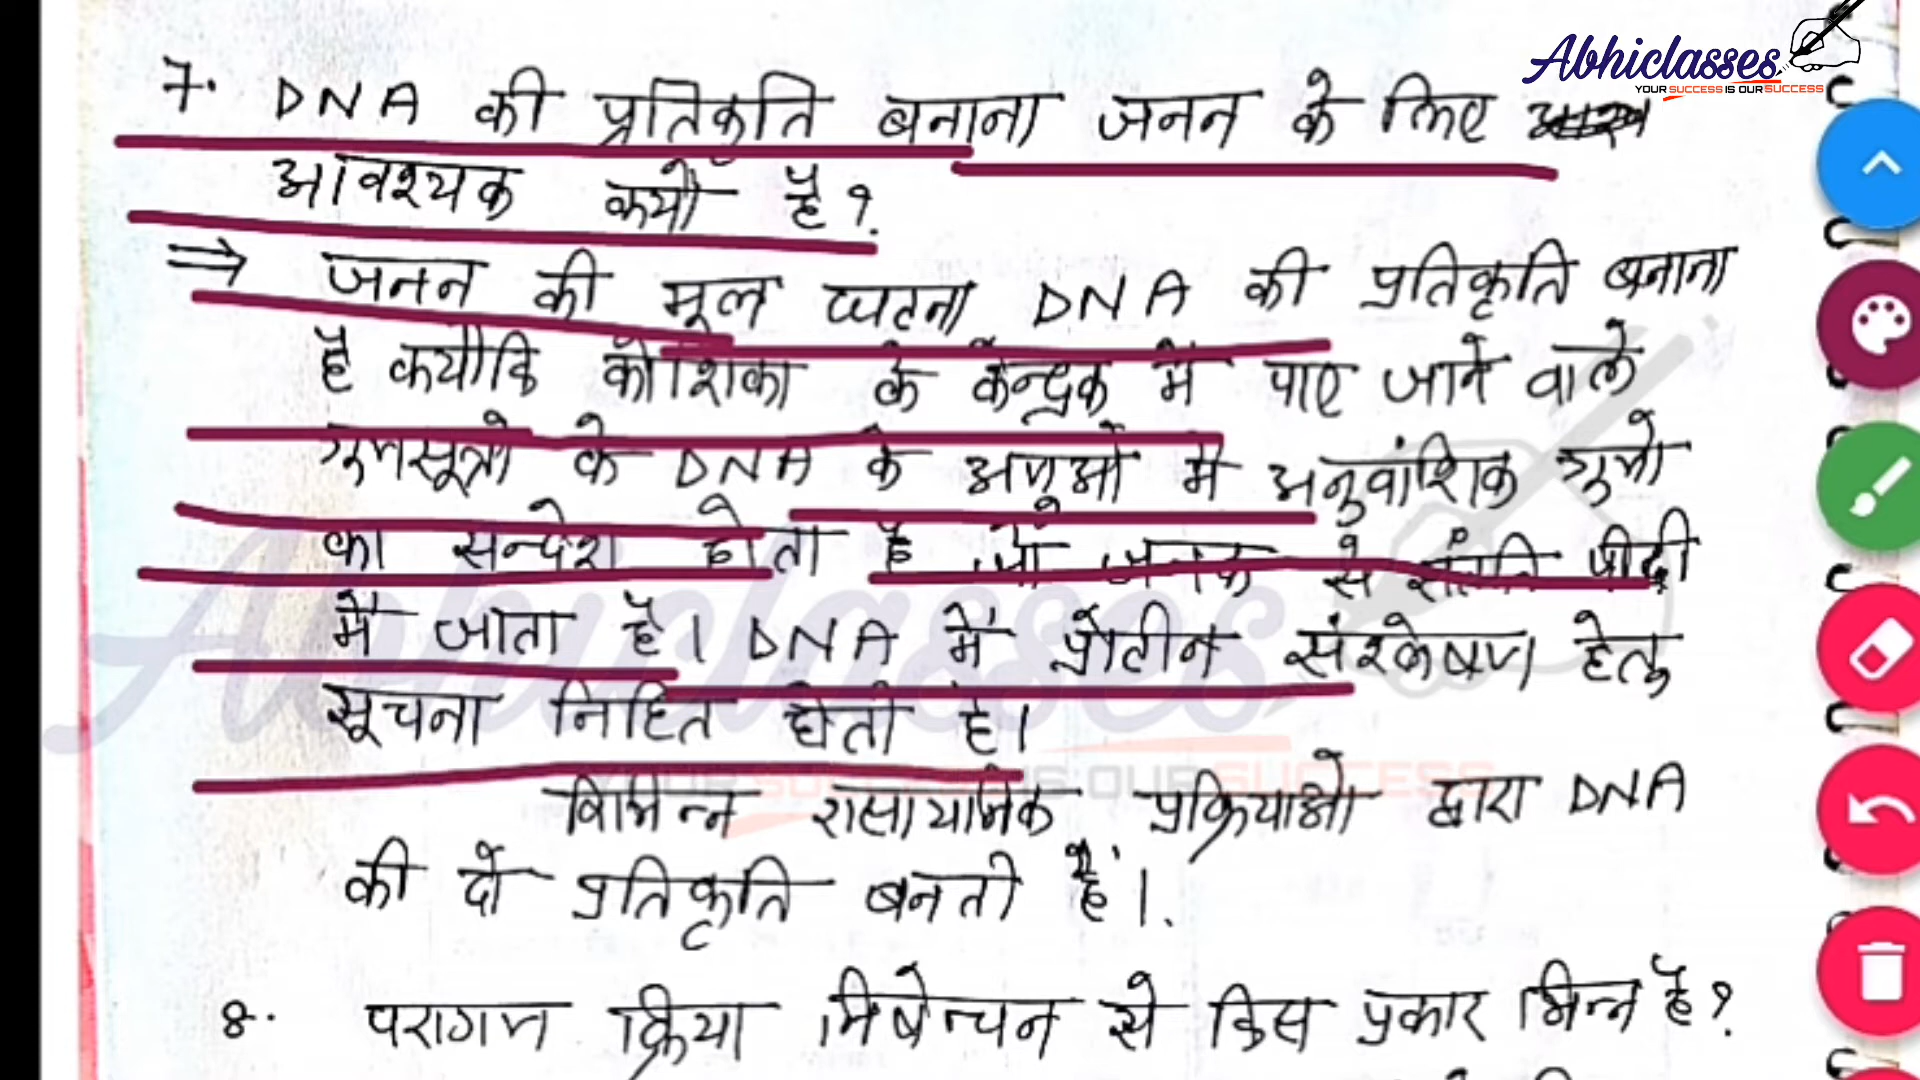 Abhiclasses
YOUR SUCCESS IS OUR SUCCESS
7. DNA की प्रतिकृति बनाना जनन के लिए
आवश्यक क्यों है?
⇒ जनन की मूल घटना DNA की प्रतिकृति बनाना
है क्योंकि कोशिका के केन्द्रक में पाए जाने वाले
गुणसूत्रों के DNA के अणुओं में अनुवांशिक गुणो
का सन्देश होता है जो जनक से संतति पीढ़ी
में जाता है। DNA में प्रोटीन संश्लेषण हेतु
सूचना निहित होती है।
विभिन्न रासायनिक प्रक्रियाओ द्वारा DNA
की दो प्रतिकृति बनती हैं।
8. परागण क्रिया निषेन्चन से किस प्रकार भिन्न है?